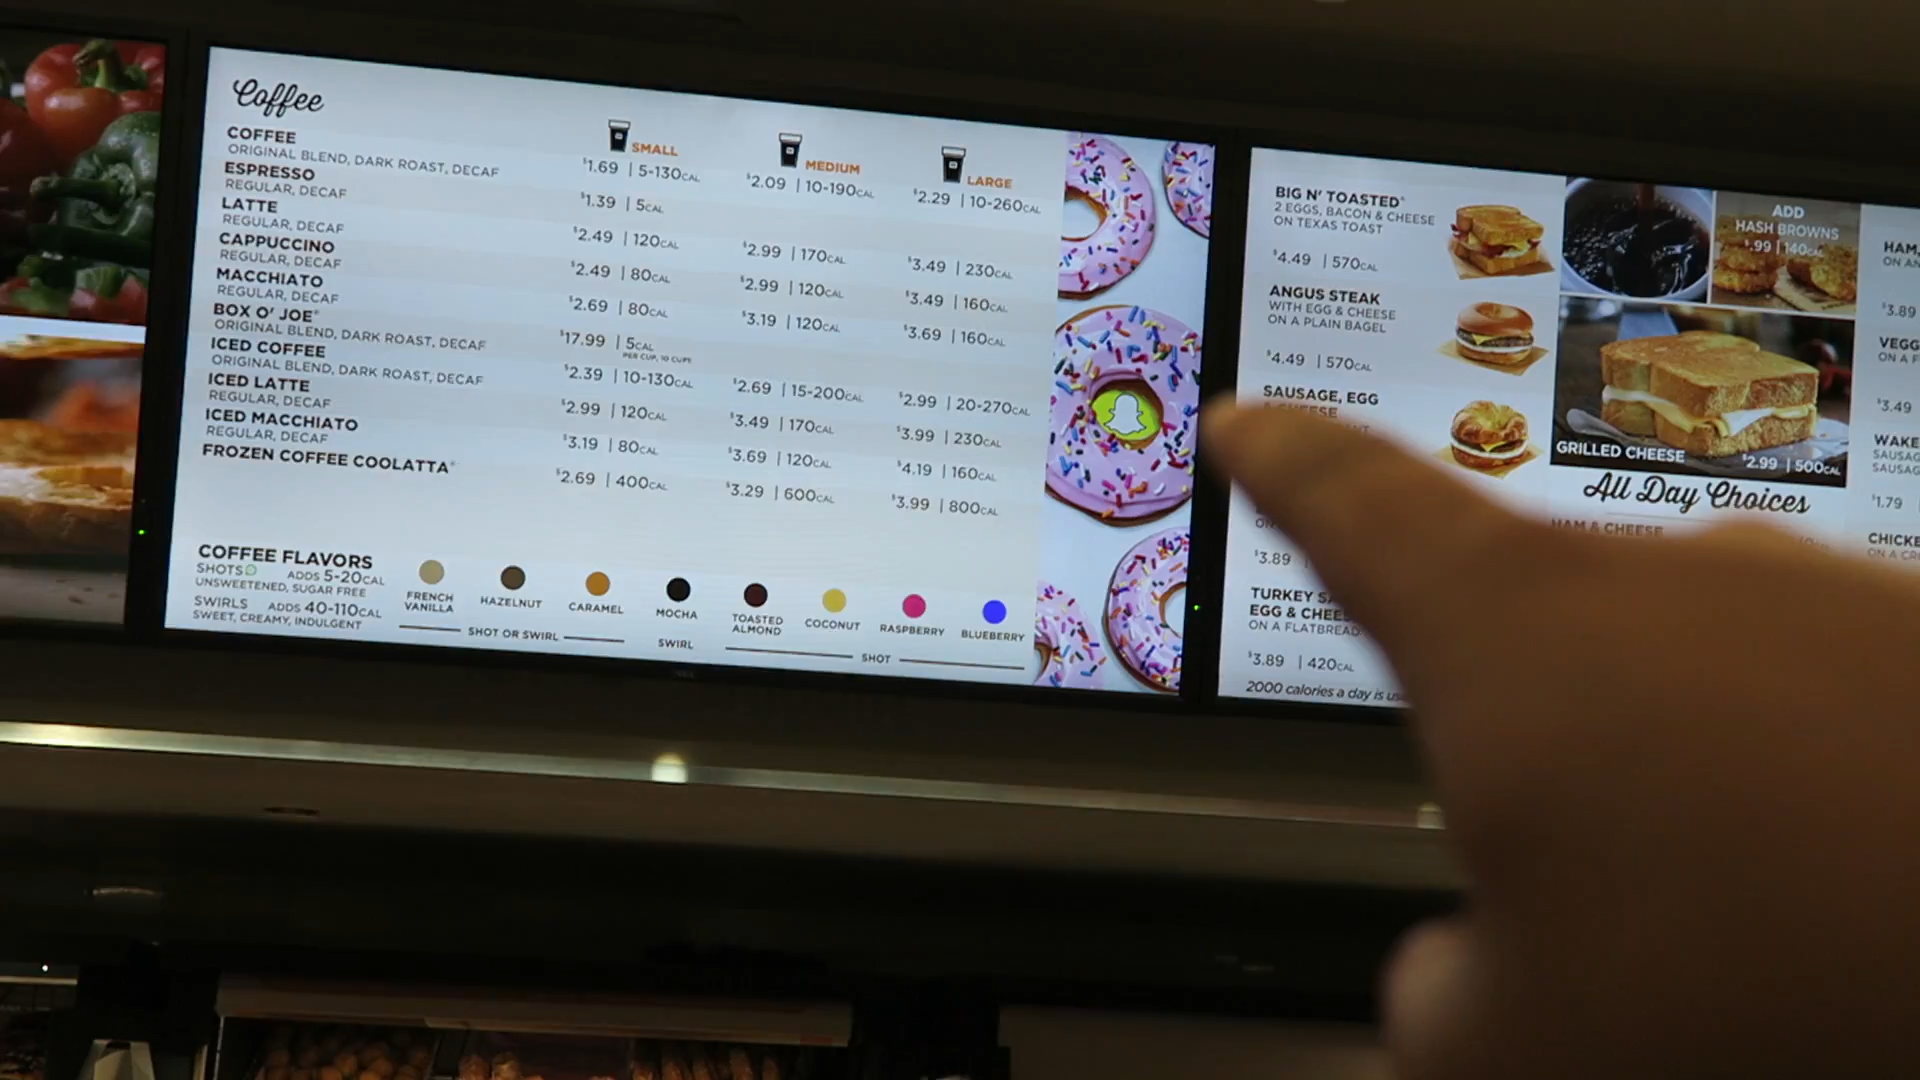 Coffee
SMALL
MEDIUM
LARGE
COFFEE
ORIGINAL BLEND, DARK ROAST, DECAF
$1.69 | 5-130CAL
$2.09 | 10-190CAL
$2.29 | 10-260CAL
ESPRESSO
REGULAR, DECAF
$1.39 | 5CAL
LATTE
REGULAR, DECAF
$2.49 | 120CAL
$2.99 | 170CAL
$3.49 | 230CAL
CAPPUCCINO
REGULAR, DECAF
$2.49 | 80CAL
$2.99 | 120CAL
$3.49 | 160CAL
MACCHIATO
REGULAR, DECAF
$2.69 | 80CAL
$3.19 | 120CAL
$3.69 | 160CAL
BOX O' JOE®
ORIGINAL BLEND, DARK ROAST, DECAF
$17.99 | 5CAL
PER CUP, 10 CUPS
ICED COFFEE
ORIGINAL BLEND, DARK ROAST, DECAF
$2.39 | 10-130CAL
$2.69 | 15-200CAL
$2.99 | 20-270CAL
ICED LATTE
REGULAR, DECAF
$2.99 | 120CAL
$3.49 | 170CAL
$3.99 | 230CAL
ICED MACCHIATO
REGULAR, DECAF
$3.19 | 80CAL
$3.69 | 120CAL
$4.19 | 160CAL
FROZEN COFFEE COOLATTA®
$2.69 | 400CAL
$3.29 | 600CAL
$3.99 | 800CAL
COFFEE FLAVORS
SHOTS ADDS 5-20CAL
UNSWEETENED, SUGAR FREE
SWIRLS ADDS 40-110CAL
SWEET, CREAMY, INDULGENT
FRENCH
VANILLA
HAZELNUT
CARAMEL
MOCHA
TOASTED
ALMOND
COCONUT
RASPBERRY
BLUEBERRY
SHOT OR SWIRL
SWIRL
SHOT
BIG N' TOASTED®
2 EGGS, BACON & CHEESE
ON TEXAS TOAST
$4.49 | 570CAL
ANGUS STEAK
WITH EGG & CHEESE
ON A PLAIN BAGEL
$4.49 | 570CAL
SAUSAGE, EGG
& CHEESE
ON
$3.89
TURKEY
EGG &
ON A FLATBREAD
$3.89 | 420CAL
2000 calories a day is
ADD
HASH BROWNS
$.99 | 140CAL
GRILLED CHEESE
$2.99 | 500CAL
All Day Choices
HAM & CHEESE
HAM,
ON
$3.89
ON A
$3.49
$1.79
ON A